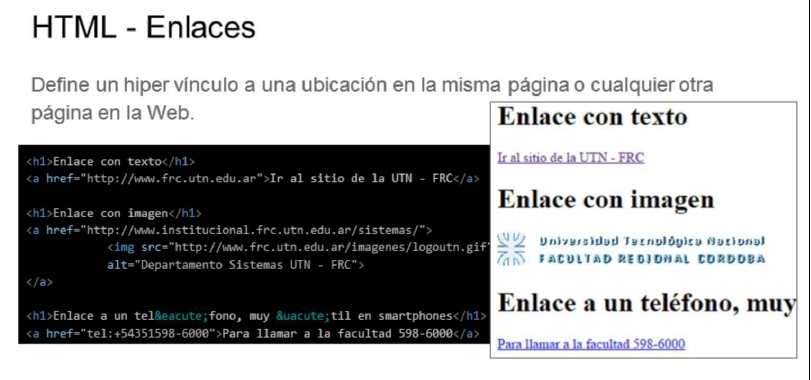 HTML - Enlaces
Define un hiper vínculo a una ubicación en la misma página o cualquier otra
página en la Web.
<h1>Enlace con texto</h1>
<a href="http://www.frc.utn.edu.ar">Ir al sitio de la UTN - FRC</a>
<h1>Enlace con imagen</h1>
<a href="http://www.institucional.frc.utn.edu.ar/sistemas/">
<img src="http://www.frc.utn.edu.ar/imagenes/logoutn.gif"
alt="Departamento Sistemas UTN - FRC">
</a>
<h1>Enlace a un tel&eacute;fono, muy &uacute;til en smartphones</h1>
<a href="tel:+54351598-6000">Para llamar a la facultad 598-6000</a>
Enlace con texto
Ir al sitio de la UTN - FRC
Enlace con imagen
Universidad Tecnológica Nacional
FACULTAD REGIONAL CORDOBA
Enlace a un teléfono, muy
Para llamar a la facultad 598-6000